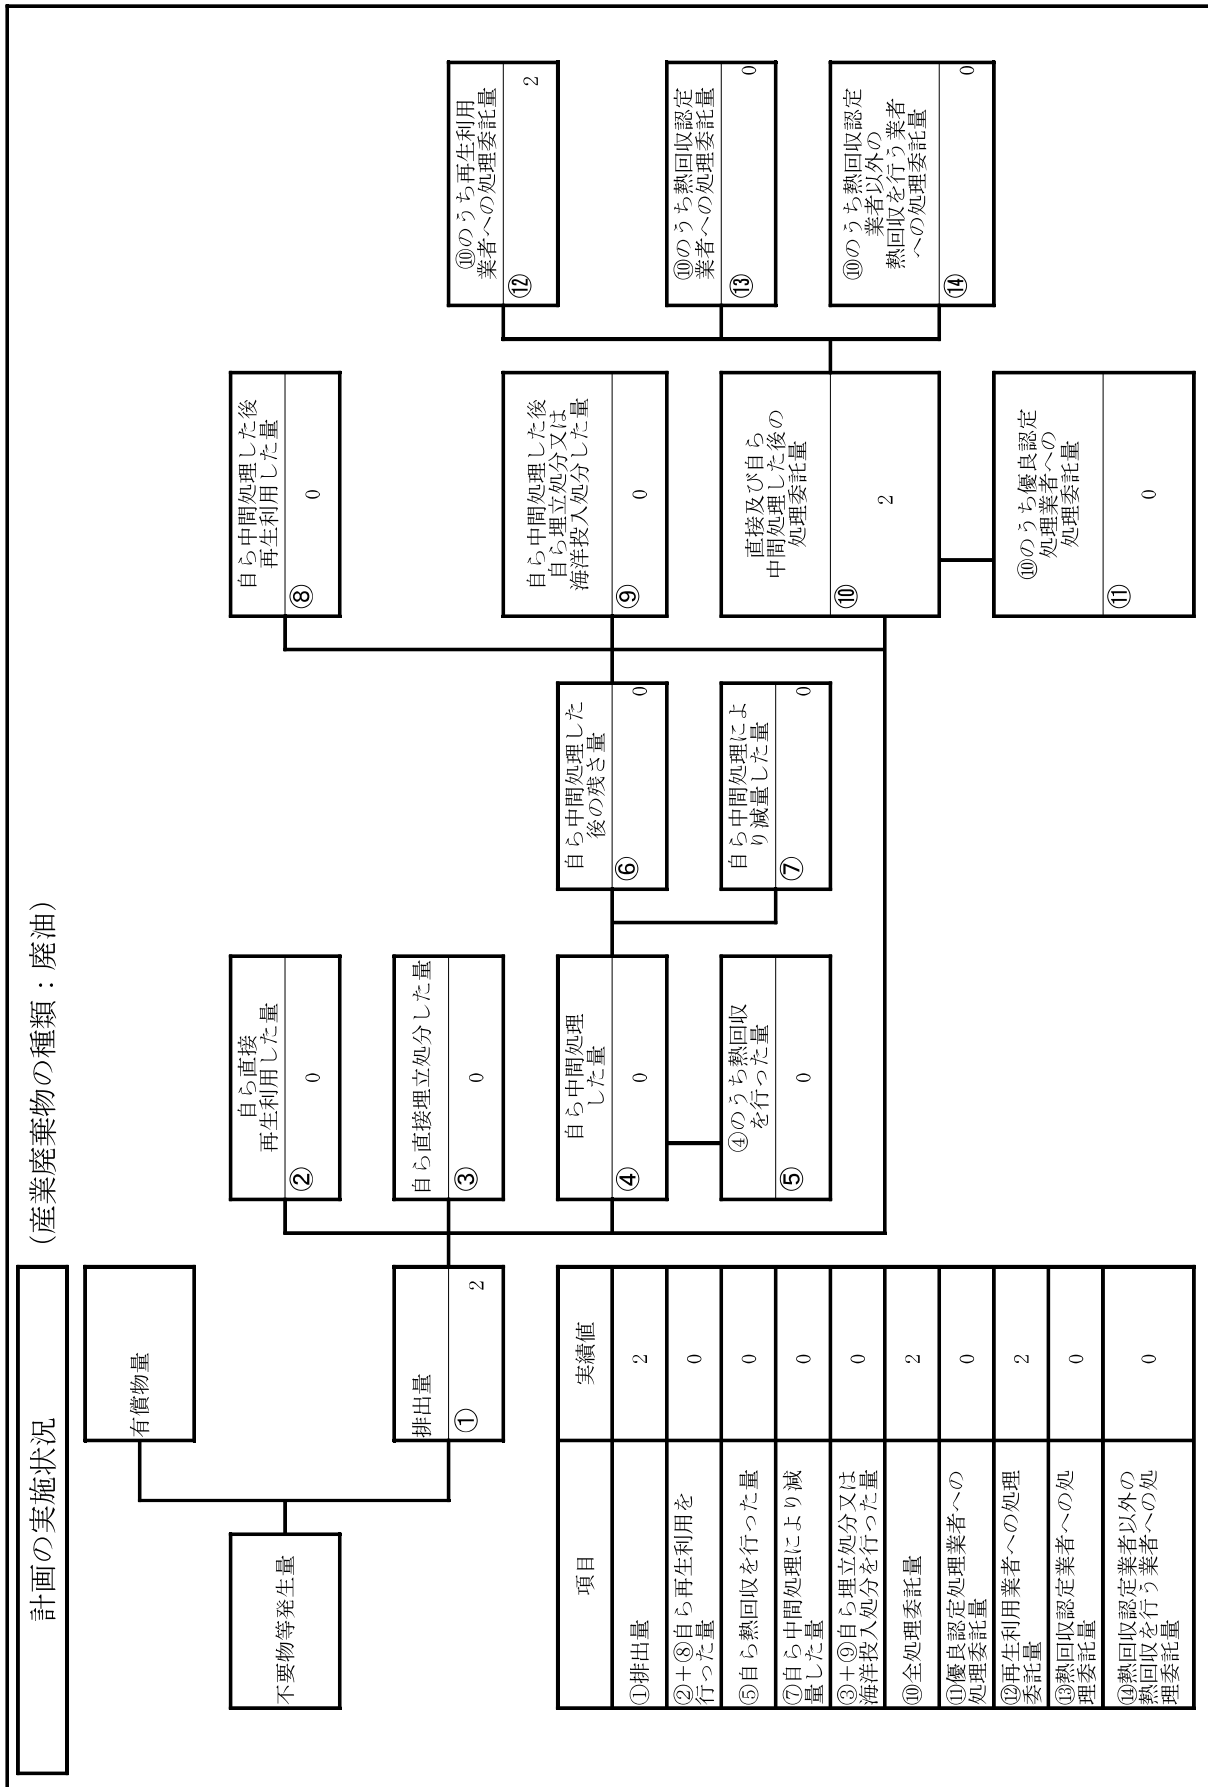 計画の実施状況
(産業廃棄物の種類：廃油)
不要物等発生量
有償物量
排出量
①
2
自ら直接
再生利用した量
②
0
自ら直接埋立処分した量
③
0
自ら中間処理
した量
④
0
④のうち熱回収
を行った量
⑤
0
自ら中間処理した
後の残さ量
⑥
0
自ら中間処理によ
り減量した量
⑦
0
自ら中間処理した後
再生利用した量
⑧
0
自ら中間処理した後
自ら埋立処分又は
海洋投入処分した量
⑨
0
直接及び自ら
中間処理した後の
処理委託量
⑩
2
⑩のうち優良認定
処理業者への
処理委託量
⑪
0
⑩のうち再生利用
業者への処理委託量
⑫
2
⑩のうち熱回収認定
業者への処理委託量
⑬
0
⑩のうち熱回収認定
業者以外の
熱回収を行う業者
への処理委託量
⑭
0
項目 実績値
①排出量 2
②＋⑧自ら再生利用を
行った量 0
⑤自ら熱回収を行った量 0
⑦自ら中間処理により減
量した量 0
③＋⑨自ら埋立処分又は
海洋投入処分を行った量 0
⑩全処理委託量 2
⑪優良認定処理業者への
処理委託量 0
⑫再生利用業者への処理
委託量 2
⑬熱回収認定業者への処
理委託量 0
⑭熱回収認定業者以外の
熱回収を行う業者への処
理委託量 0